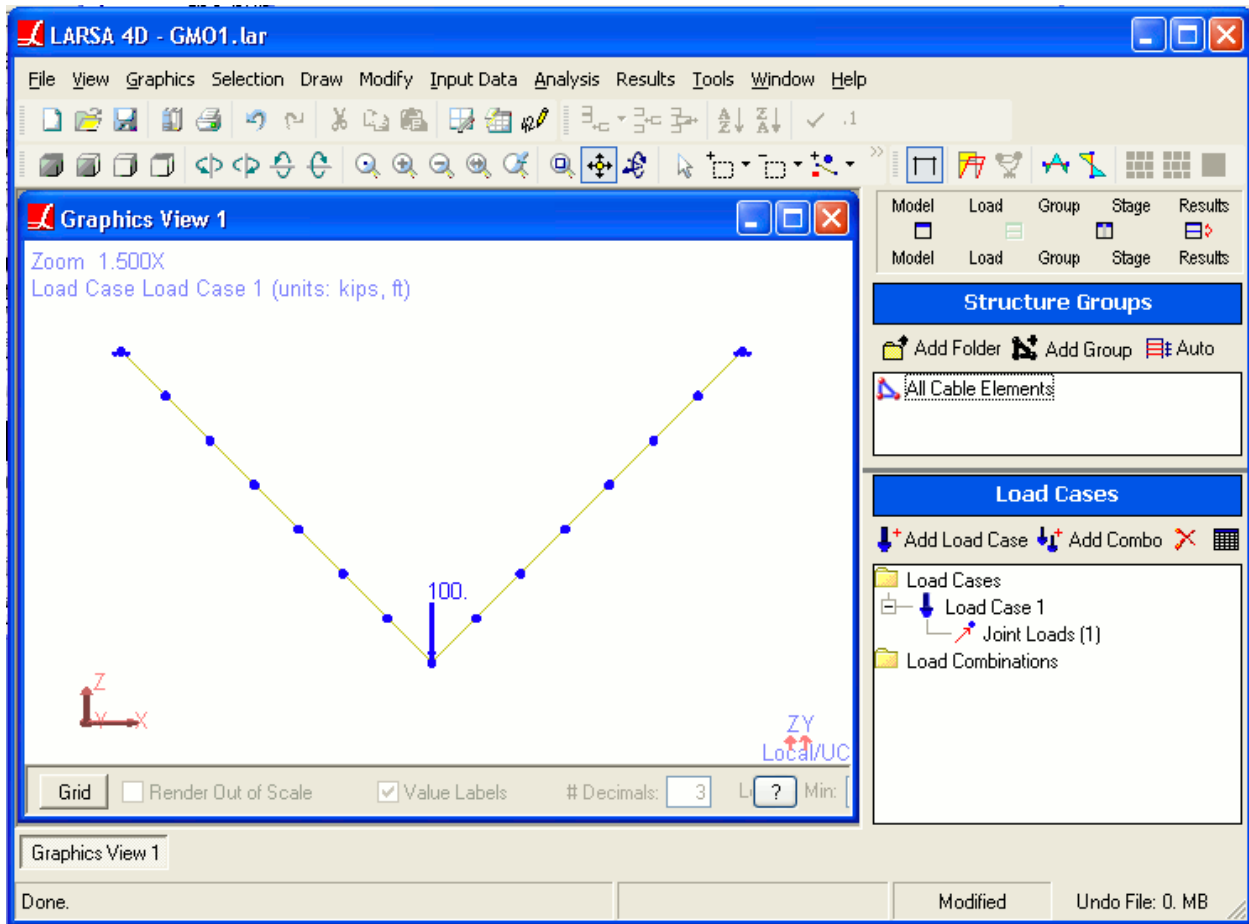 LARSA 4D - GMO1.lar
File View Graphics Selection Draw Modify Input Data Analysis Results Tools Window Help
Graphics View 1
Zoom 1.500X
Load Case Load Case 1 (units: kips, ft)
100.
Z
Y X
ZY
Local/UC
Grid Render Out of Scale Value Labels # Decimals: 3 ? Min:
Model Load Group Stage Results
Model Load Group Stage Results
Structure Groups
Add Folder Add Group Auto
All Cable Elements
Load Cases
Add Load Case Add Combo
Load Cases
Load Case 1
Joint Loads (1)
Load Combinations
Graphics View 1
Done. Modified Undo File: 0. MB